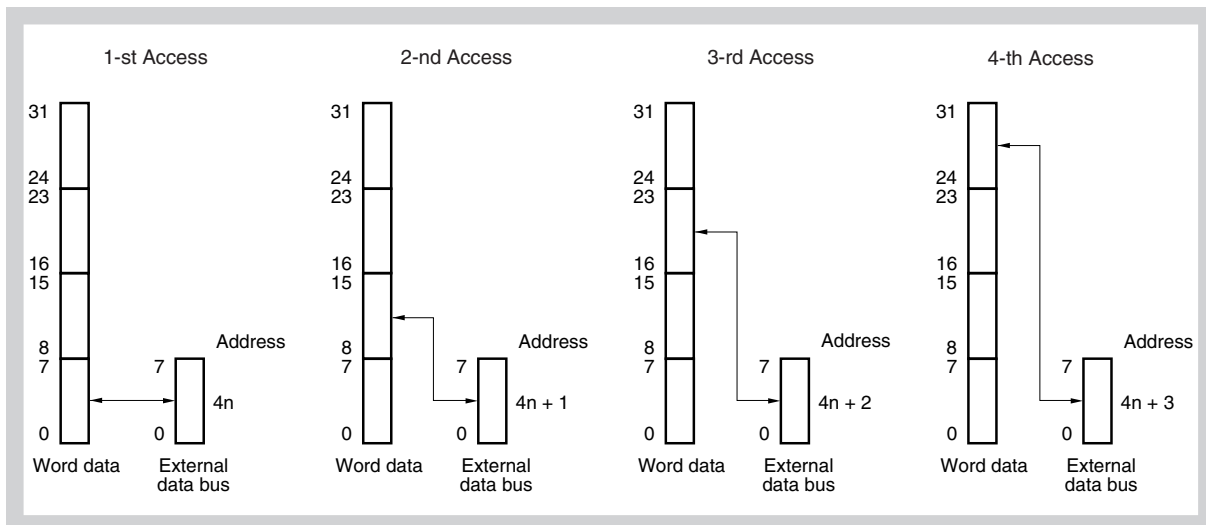 1-st Access
31
24
23
16
15
8
7
0
Address
7
4n
0
Word data
External
data bus
2-nd Access
31
24
23
16
15
8
7
0
Address
7
4n + 1
0
Word data
External
data bus
3-rd Access
31
24
23
16
15
8
7
0
Address
7
4n + 2
0
Word data
External
data bus
4-th Access
31
24
23
16
15
8
7
0
Address
7
4n + 3
0
Word data
External
data bus